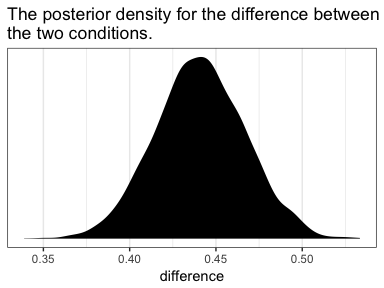 The posterior density for the difference between
the two conditions.
0.35 0.40 0.45 0.50
difference